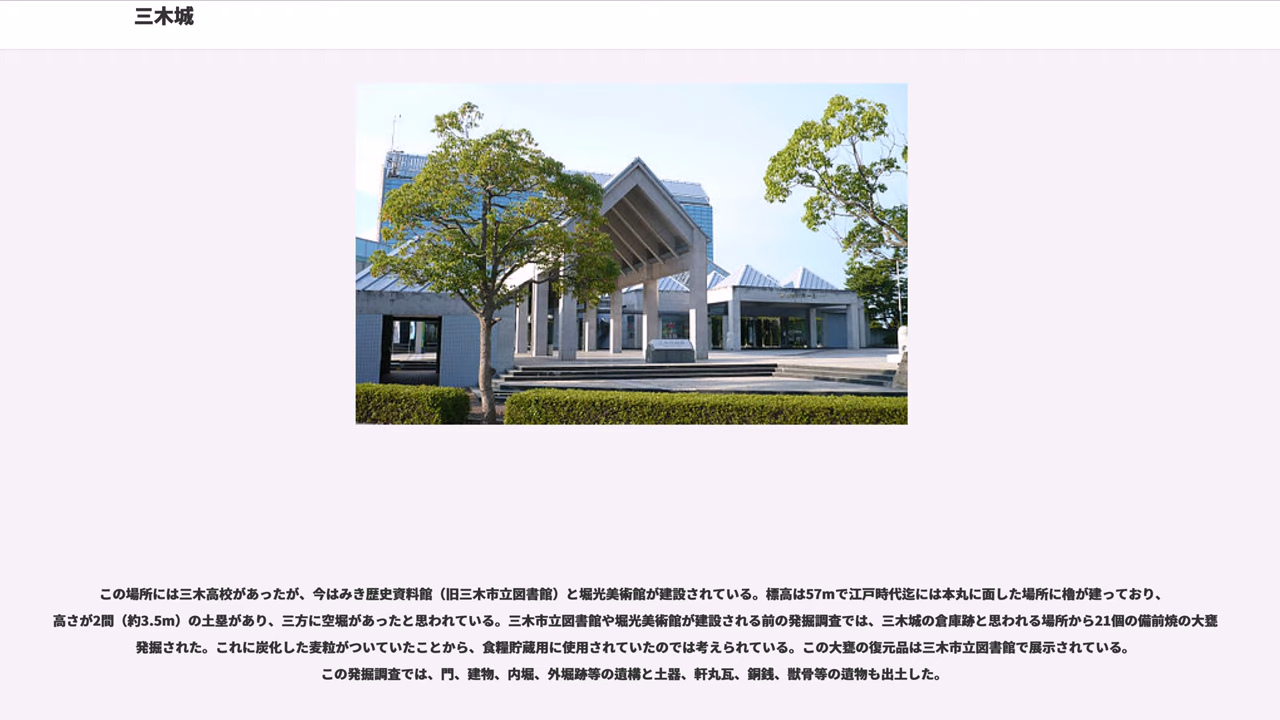 三木城
この場所には三木高校があったが、今はみき歴史資料館（旧三木市立図書館）と堀光美術館が建設されている。標高は57mで江戸時代迄には本丸に面した場所に櫓が建っており、
高さが2間（約3.5m）の土塁があり、三方に空堀があったと思われている。三木市立図書館や堀光美術館が建設される前の発掘調査では、三木城の倉庫跡と思われる場所から21個の備前焼の大甕
発掘された。これに炭化した麦粒がついていたことから、食糧貯蔵用に使用されていたのでは考えられている。この大甕の復元品は三木市立図書館で展示されている。
この発掘調査では、門、建物、内堀、外堀跡等の遺構と土器、軒丸瓦、銅銭、獣骨等の遺物も出土した。